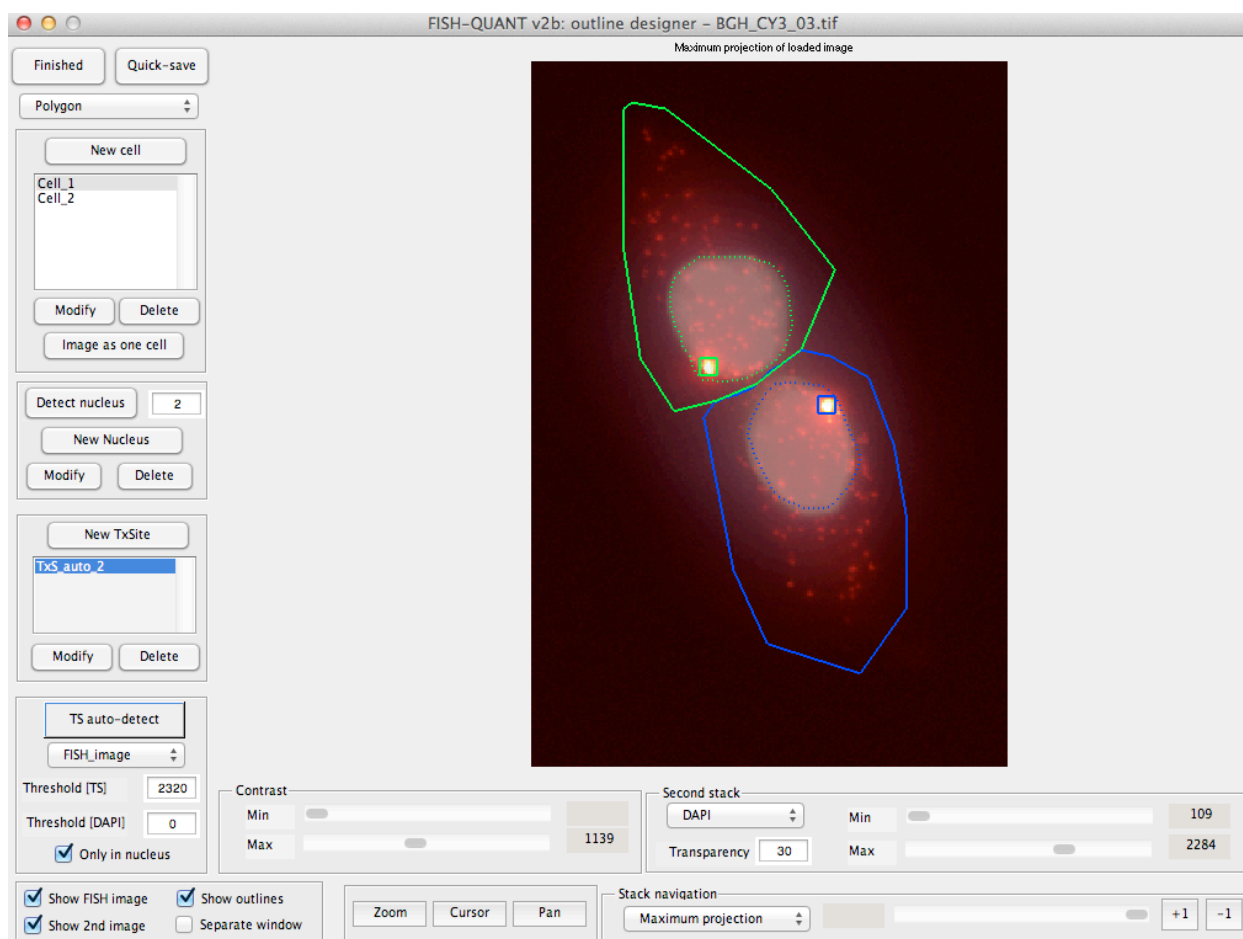 FISH-QUANT v2b: outline designer - BGH_CY3_03.tif
Finished Quick-save
Maximum projection of loaded image
Polygon
New cell
Cell_1
Cell_2
Modify Delete
Image as one cell
Detect nucleus 2
New Nucleus
Modify Delete
New TxSite
TxS_auto_2
Modify Delete
TS auto-detect
FISH_image
Threshold [TS] 2320
Threshold [DAPI] 0
Only in nucleus
Contrast
Min
Max 1139
Second stack
DAPI Min 109
Transparency 30 Max 2284
Show FISH image Show outlines
Show 2nd image Separate window
Zoom Cursor Pan
Stack navigation
Maximum projection +1 -1